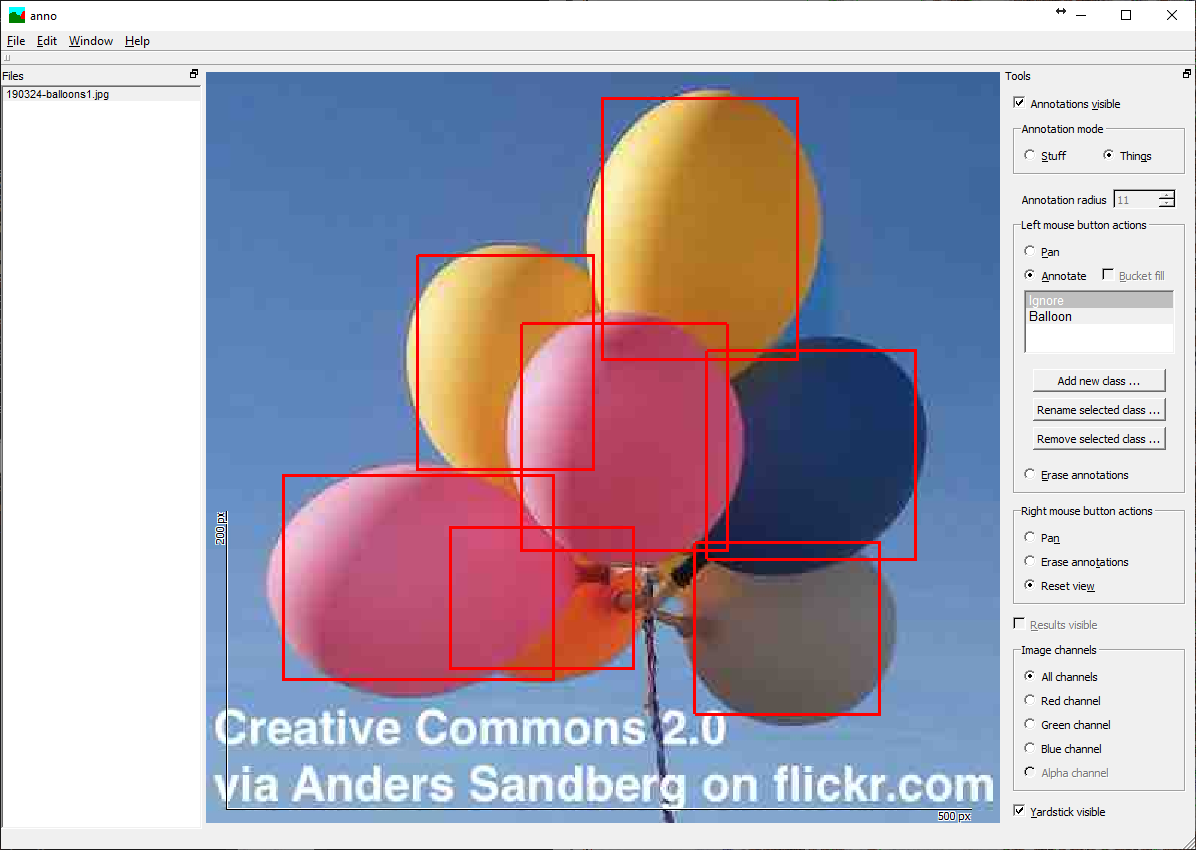 anno
File Edit Window Help
Files
190324-balloons1.jpg
200 px
Creative Commons 2.0
via Anders Sandberg on flickr.com
500 px
Tools
Annotations visible
Annotation mode
Stuff Things
Annotation radius 11
Left mouse button actions
Pan
Annotate Bucket fill
Ignore
Balloon
Add new class ...
Rename selected class ...
Remove selected class ...
Erase annotations
Right mouse button actions
Pan
Erase annotations
Reset view
Results visible
Image channels
All channels
Red channel
Green channel
Blue channel
Alpha channel
Yardstick visible